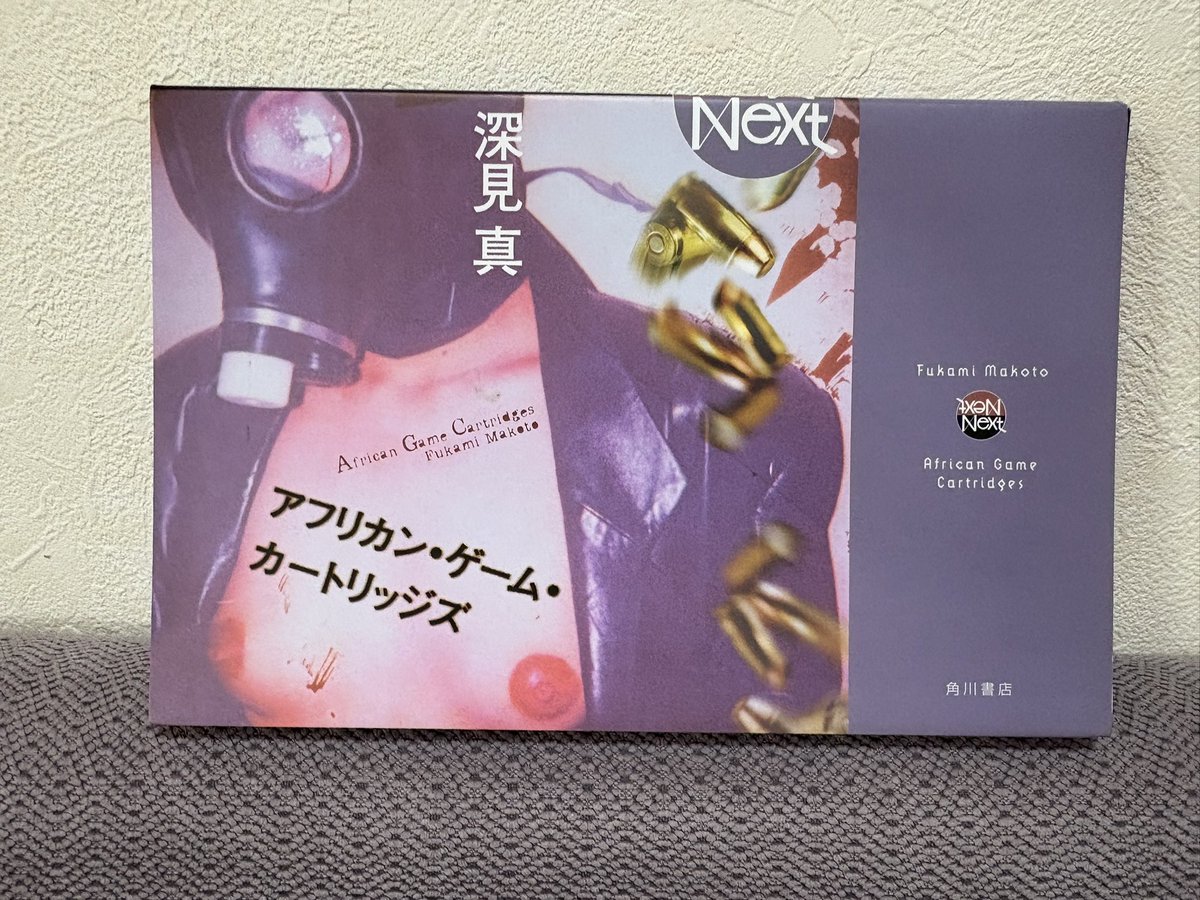 深見 真
Next
African Game Cartridges
Fukami Makoto
アフリカン・ゲーム・
カートリッジズ
Fukami Makoto
Next
Next
African Game
Cartridges
角川書店